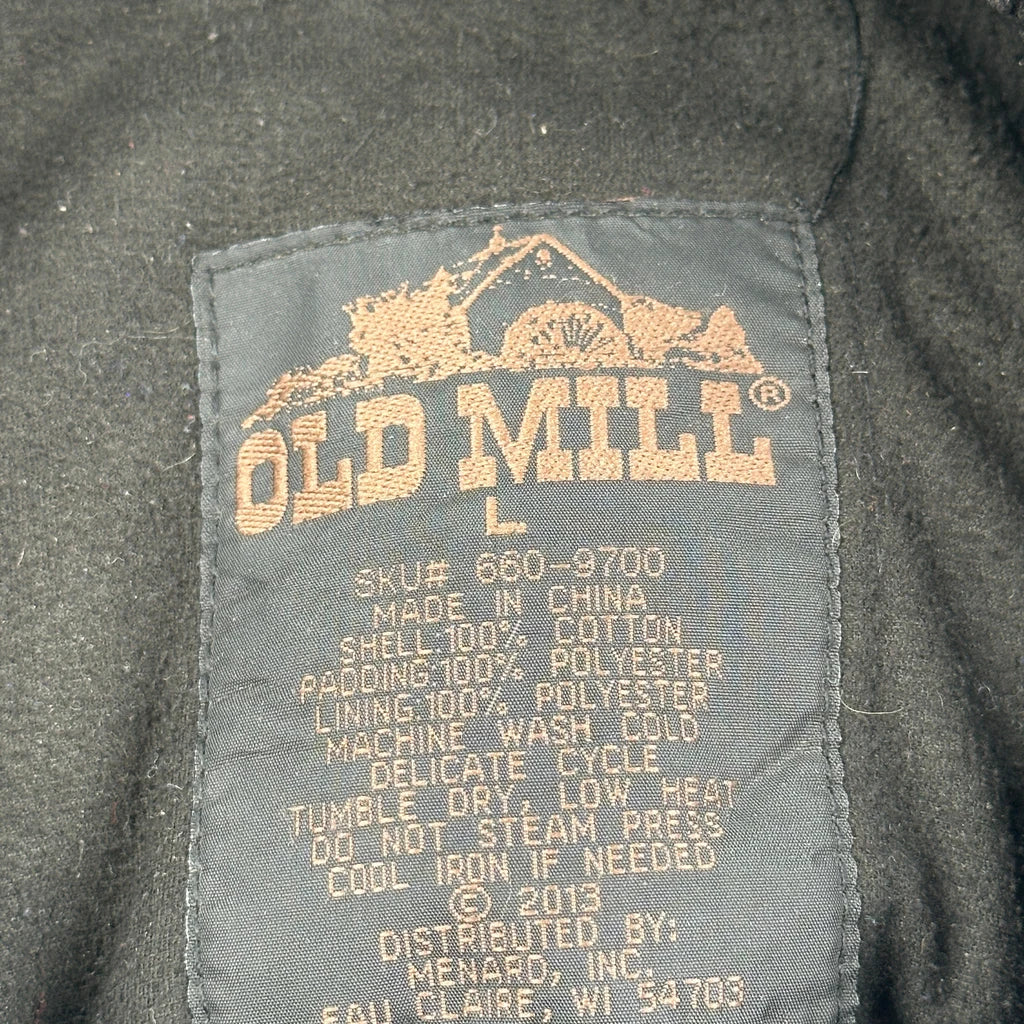 OLD MILL®
L
SKU# 660-9700
MADE IN CHINA
SHELL:100% COTTON
PADDING:100% POLYESTER
LINING:100% POLYESTER
MACHINE WASH COLD
DELICATE CYCLE
TUMBLE DRY, LOW HEAT
DO NOT STEAM PRESS
COOL IRON IF NEEDED
© 2013
DISTRIBUTED BY:
MENARD, INC.
EAU CLAIRE, WI 54703